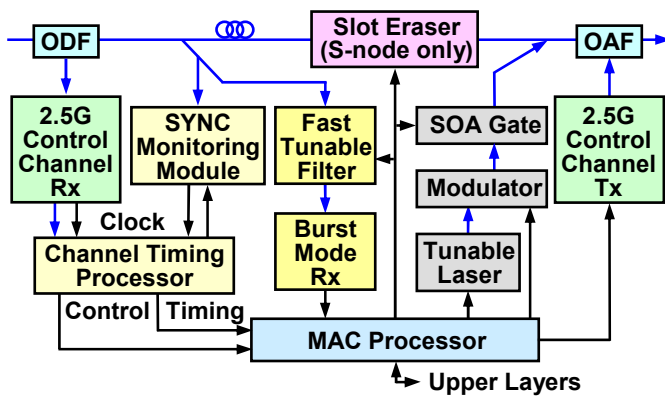 ODF
Slot Eraser
(S-node only)
OAF
2.5G
Control
Channel
Rx
SYNC
Monitoring
Module
Fast
Tunable
Filter
SOA Gate
2.5G
Control
Channel
Tx
Modulator
Clock
Channel Timing
Processor
Burst
Mode
Rx
Tunable
Laser
Control
Timing
MAC Processor
Upper Layers